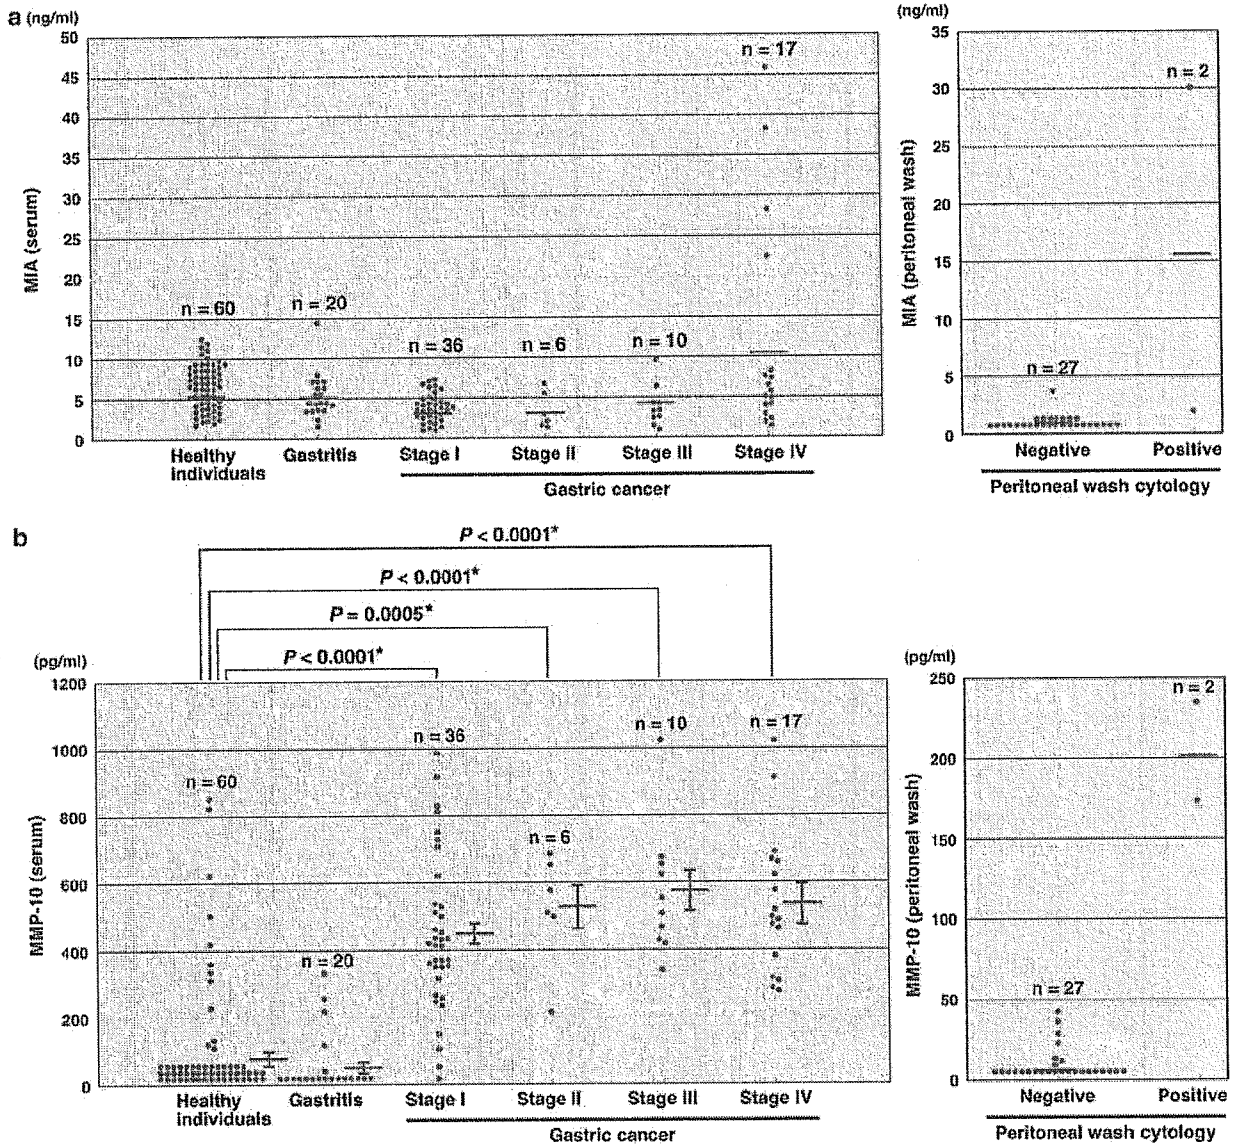 a (ng/ml)
50
45
40
35
30
25
20
15
10
5
0
MIA (serum)
n = 60
n = 20
n = 36
n = 6
n = 10
n = 17
Healthy
individuals
Gastritis
Stage I
Stage II
Stage III
Stage IV
Gastric cancer
(ng/ml)
35
30
25
20
15
10
5
0
MIA (peritoneal wash)
n = 27
n = 2
Negative
Positive
Peritoneal wash cytology
b
P < 0.0001*
P < 0.0001*
P = 0.0005*
P < 0.0001*
(pg/ml)
1200
1000
800
600
400
200
0
MMP-10 (serum)
n = 60
n = 20
n = 36
n = 6
n = 10
n = 17
Healthy
individuals
Gastritis
Stage I
Stage II
Stage III
Stage IV
Gastric cancer
(pg/ml)
250
200
150
100
50
0
MMP-10 (peritoneal wash)
n = 27
n = 2
Negative
Positive
Peritoneal wash cytology